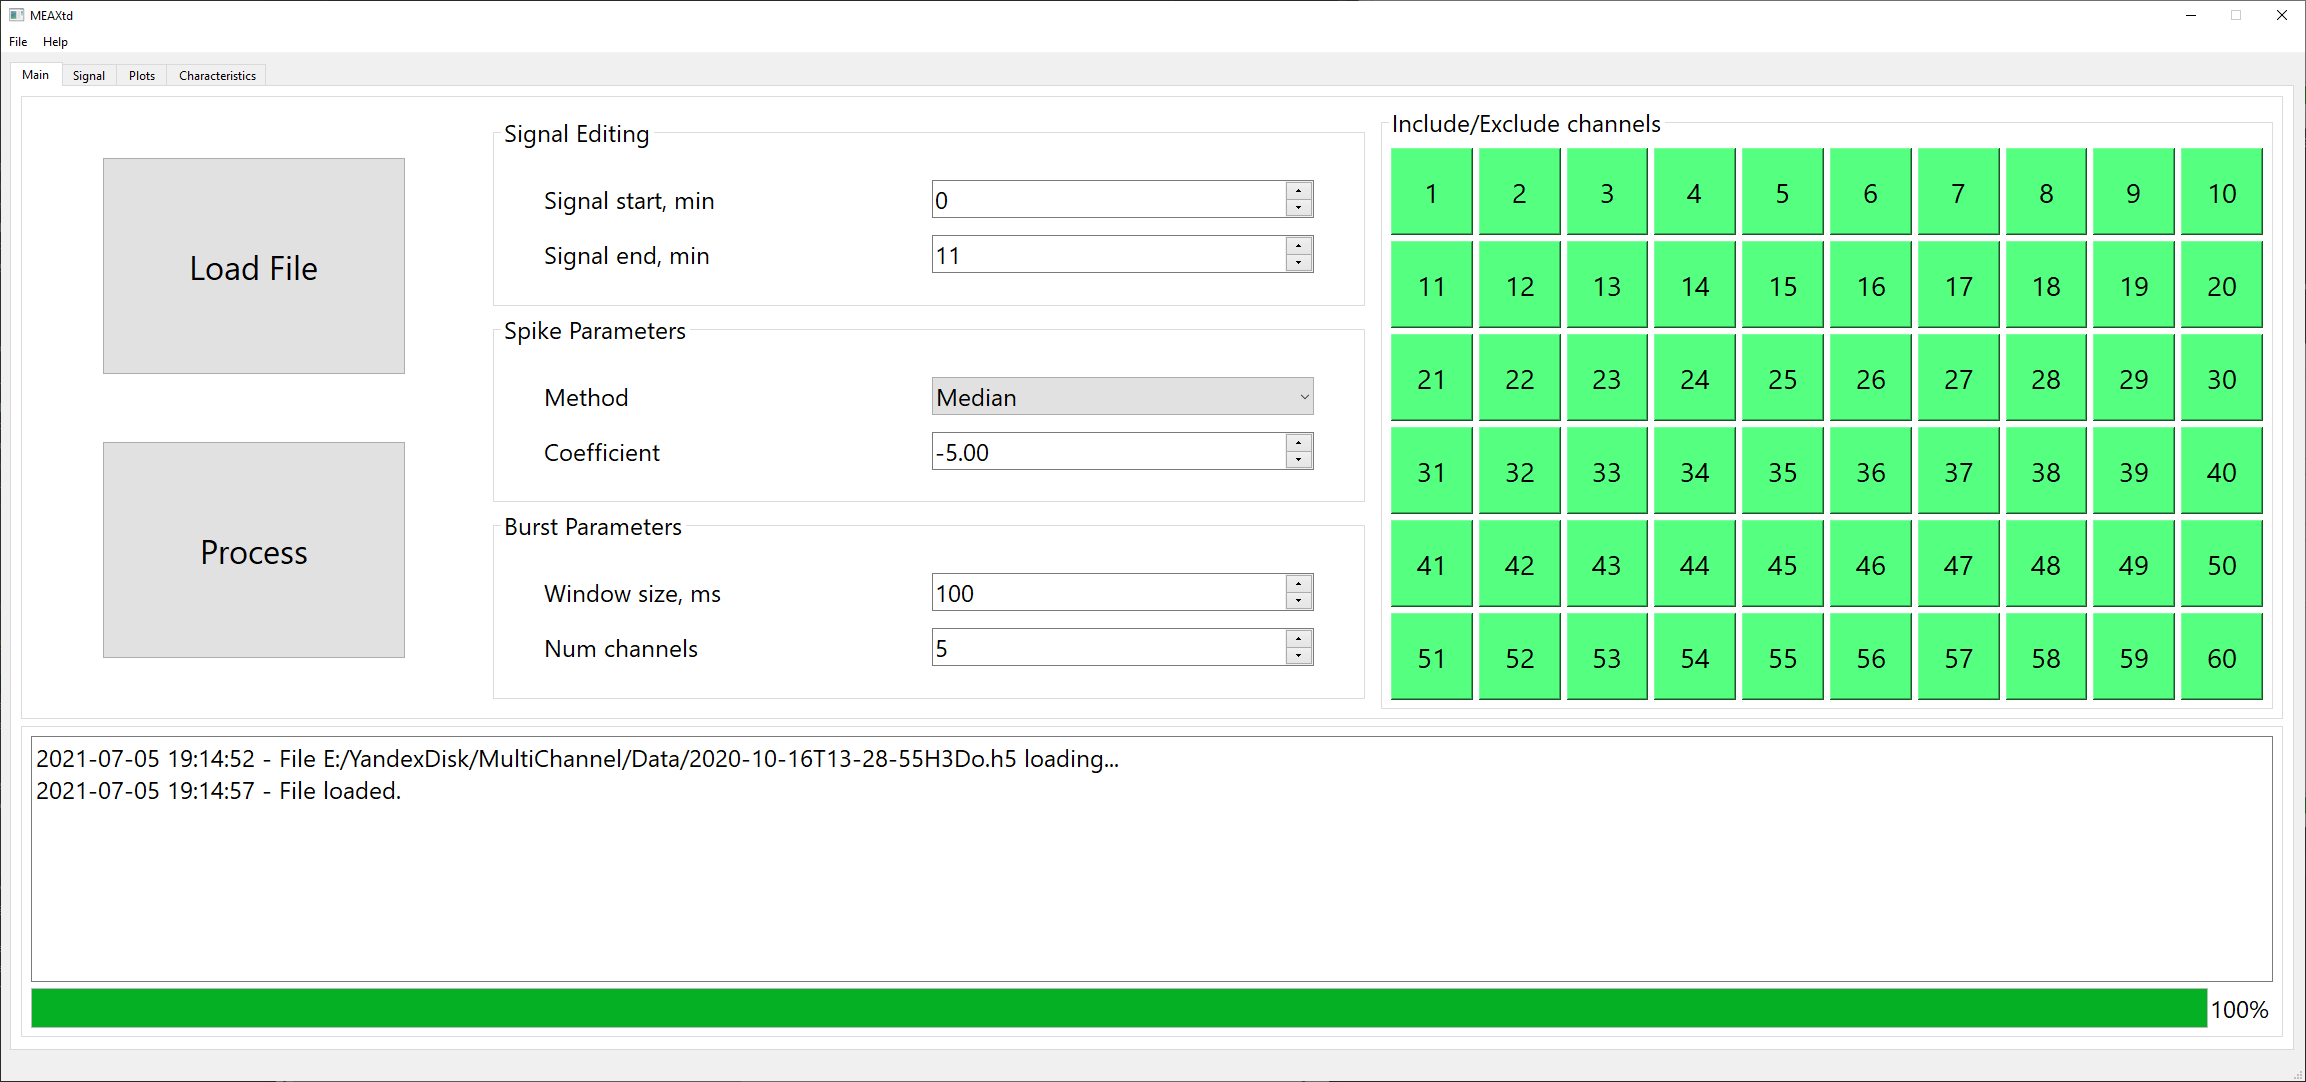 MEAXtd
File Help
Main Signal Plots Characteristics
Load File
Process
Signal Editing
Signal start, min 0
Signal end, min 11
Spike Parameters
Method Median
Coefficient -5.00
Burst Parameters
Window size, ms 100
Num channels 5
Include/Exclude channels
1 2 3 4 5 6 7 8 9 10
11 12 13 14 15 16 17 18 19 20
21 22 23 24 25 26 27 28 29 30
31 32 33 34 35 36 37 38 39 40
41 42 43 44 45 46 47 48 49 50
51 52 53 54 55 56 57 58 59 60
2021-07-05 19:14:52 - File E:/YandexDisk/MultiChannel/Data/2020-10-16T13-28-55H3Do.h5 loading...
2021-07-05 19:14:57 - File loaded.
100%